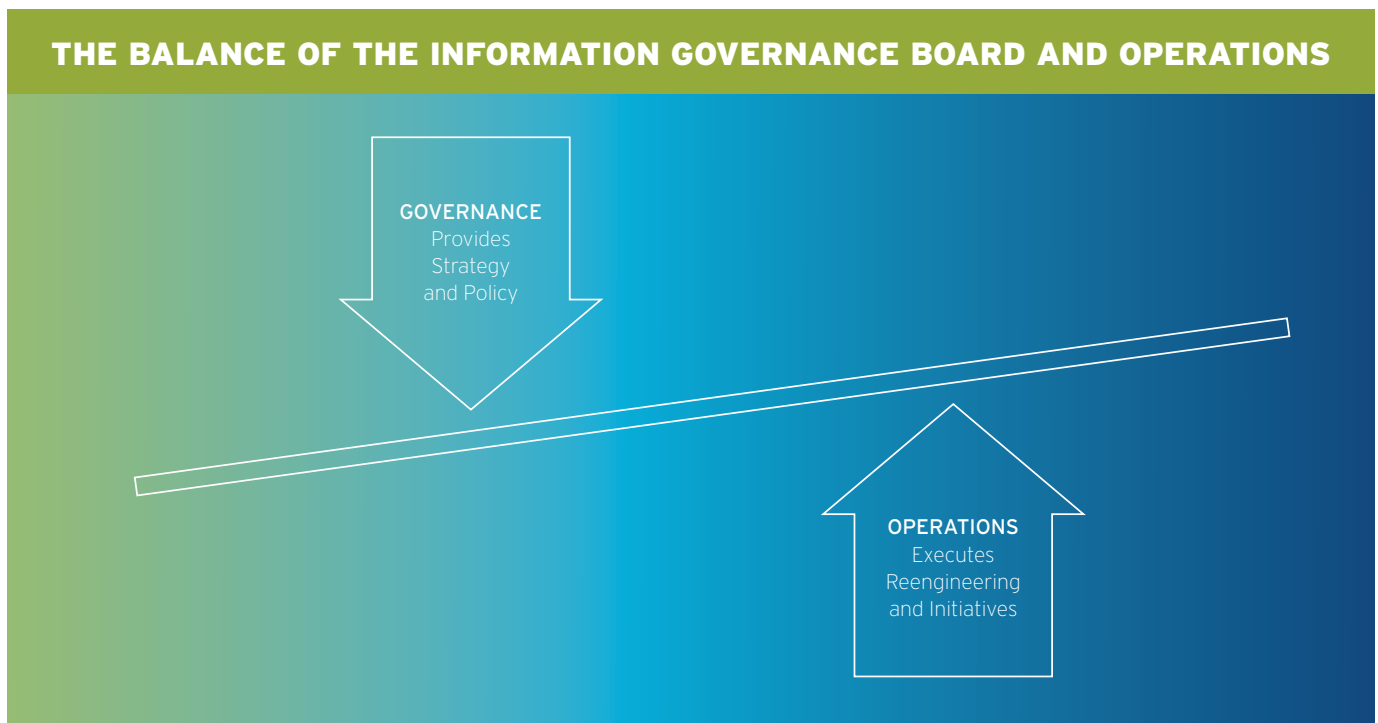 THE BALANCE OF THE INFORMATION GOVERNANCE BOARD AND OPERATIONS
GOVERNANCE
Provides
Strategy
and Policy
OPERATIONS
Executes
Reengineering
and Initiatives